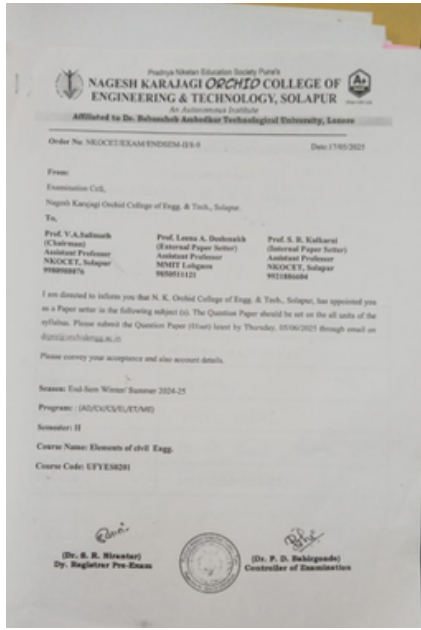 Pradnya Niketan Education Society Pune's
NAGESH KARAJAGI ORCHID COLLEGE OF
ENGINEERING & TECHNOLOGY, SOLAPUR
An Autonomous Institute
Affiliated to Dr. Babasaheb Ambedkar Technological University, Lonere
A+
Order No: NKOCET/EXAM/ENDSEM-II/8-9 Date:17/05/2025
From:
Examination Cell,
Nagesh Karajagi Orchid College of Engg. & Tech., Solapur.
To,
Prof. V.A.Salimath
(Chairman)
Assistant Professor
NKOCET, Solapur
9980988076
Prof. Leena A. Deshmukh
(External Paper Setter)
Assistant Professor
MMIT Lohgaon
9850511121
Prof. S. R. Kulkarni
(Internal Paper Setter)
Assistant Professor
NKOCET, Solapur
9921886604
I am directed to inform you that N. K. Orchid College of Engg. & Tech., Solapur, has appointed you
as a Paper setter in the following subject (s). The Question Paper should be set on the all units of the
syllabus. Please submit the Question Paper (01set) latest by Thursday, 05/06/2025 through email on
Please convey your acceptance and also account details.
Season: End-Sem Winter/ Summer 2024-25
Program: : (AD/CV/CS/EL/ET/ME)
Semester: II
Course Name: Elements of civil Engg.
Course Code: UFYES0201
(Dr. S. R. Nirantar)
Dy. Registrar Pre-Exam
(Dr. P. D. Bahirgonde)
Controller of Examination